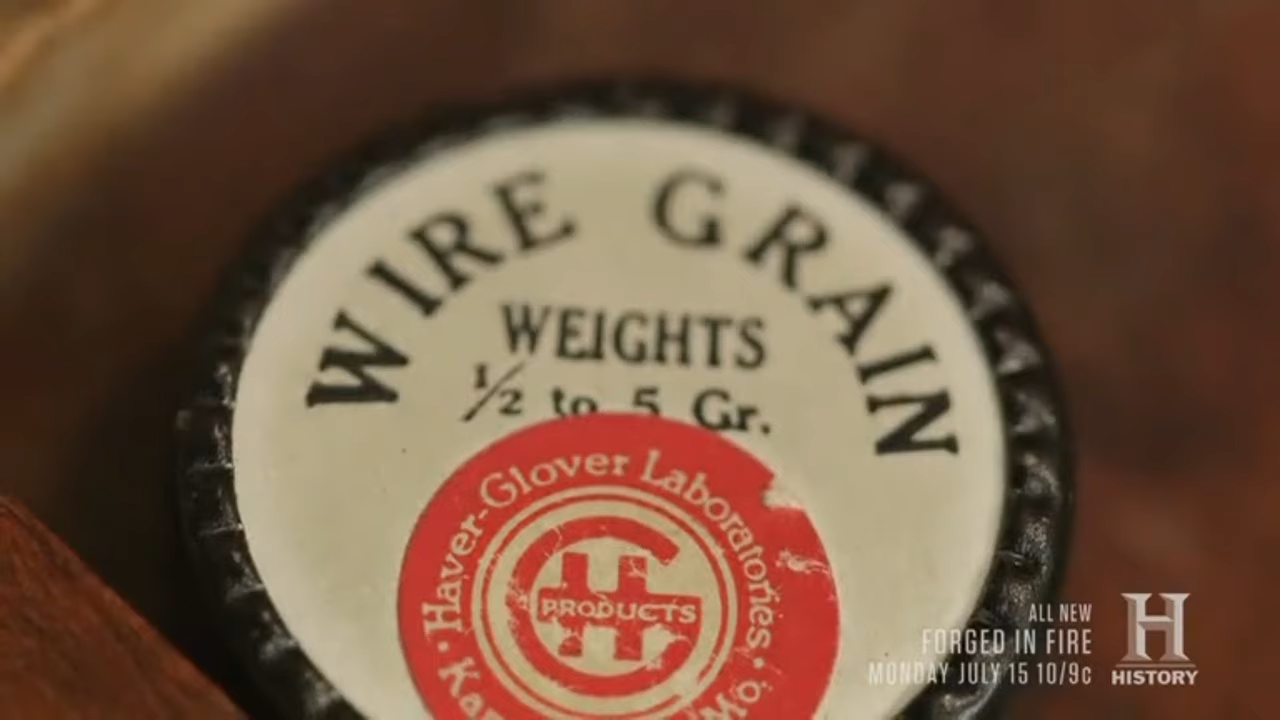 WIRE GRAIN
WEIGHTS
1/2 to 5 Gr.
Haver-Glover Laboratories.
PRODUCTS
ALL NEW
FORGED IN FIRE
MONDAY JULY 15 10/9c
H
HISTORY